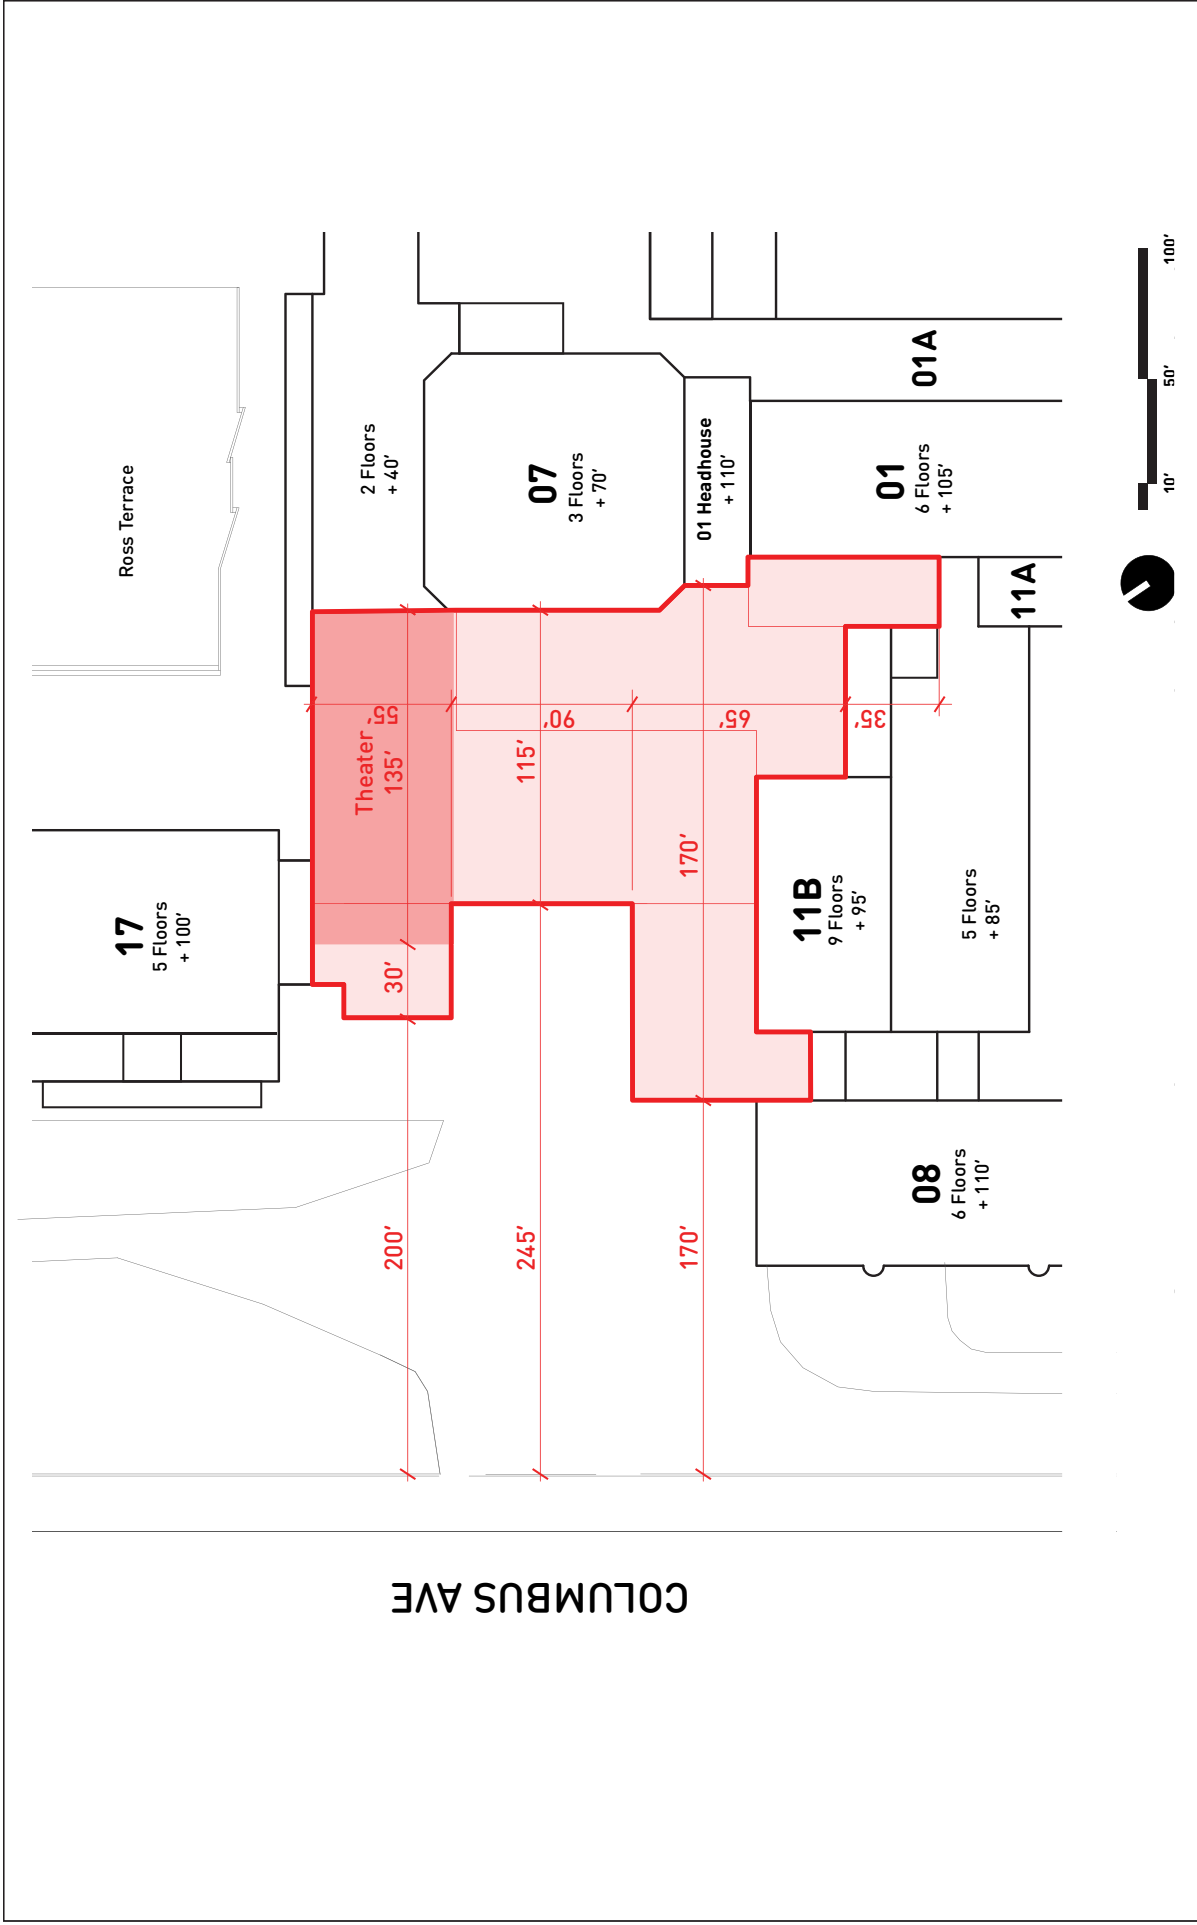 Ross Terrace
17
5 Floors
+ 100'
2 Floors
+ 40'
07
3 Floors
+ 70'
01 Headhouse
+ 110'
01A
01
6 Floors
+ 105'
11A
Theater
135'
55'
30'
90'
115'
65'
170'
35'
11B
9 Floors
+ 95'
5 Floors
+ 85'
08
6 Floors
+ 110'
200'
245'
170'
COLUMBUS AVE
10'
50'
100'